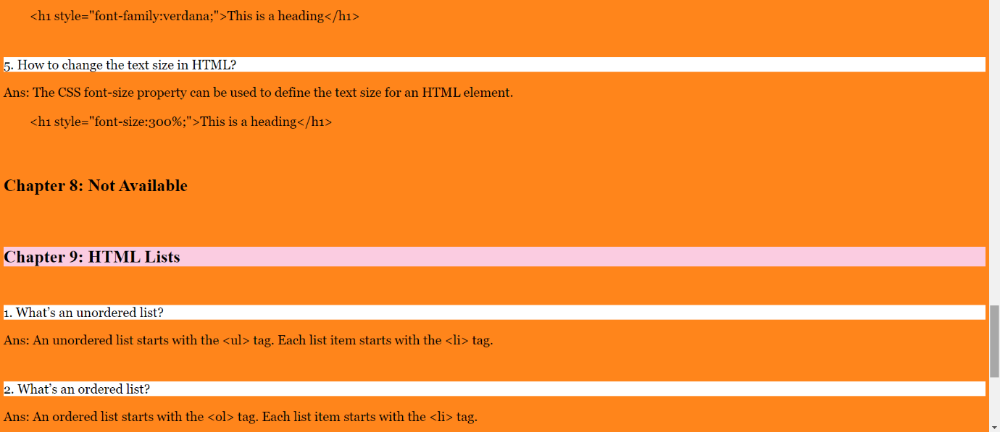 <h1 style="font-family:verdana;">This is a heading</h1>
5. How to change the text size in HTML?
Ans: The CSS font-size property can be used to define the text size for an HTML element.
<h1 style="font-size:300%;">This is a heading</h1>
Chapter 8: Not Available
Chapter 9: HTML Lists
1. What’s an unordered list?
Ans: An unordered list starts with the <ul> tag. Each list item starts with the <li> tag.
2. What’s an ordered list?
Ans: An ordered list starts with the <ol> tag. Each list item starts with the <li> tag.